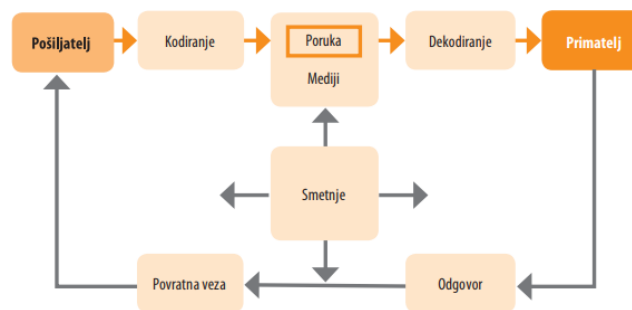 Pošiljatelj
Kodiranje
Poruka
Mediji
Dekodiranje
Primatelj
Smetnje
Povratna veza
Odgovor